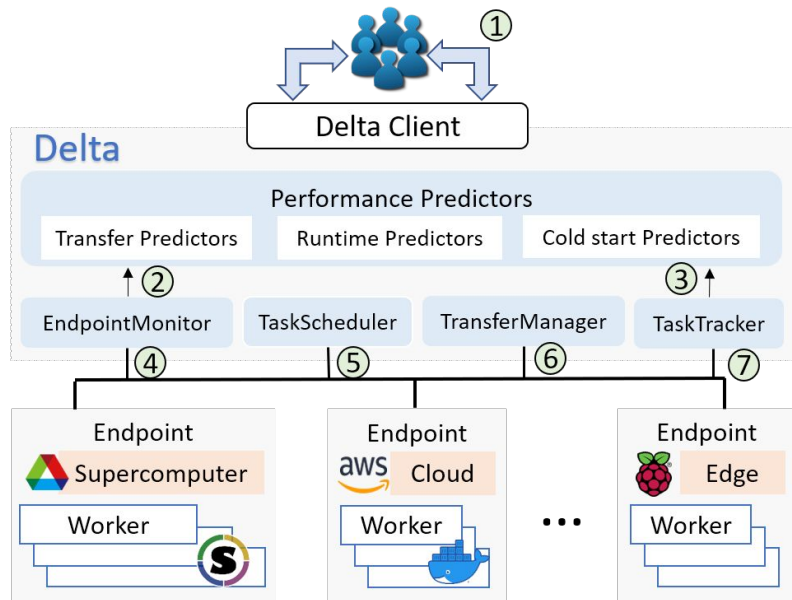 1
Delta Client
Delta
Performance Predictors
Transfer Predictors
Runtime Predictors
Cold start Predictors
2
3
EndpointMonitor
TaskScheduler
TransferManager
TaskTracker
4
5
6
7
Endpoint
Supercomputer
Worker
S
Endpoint
aws
Cloud
Worker
...
Endpoint
Edge
Worker